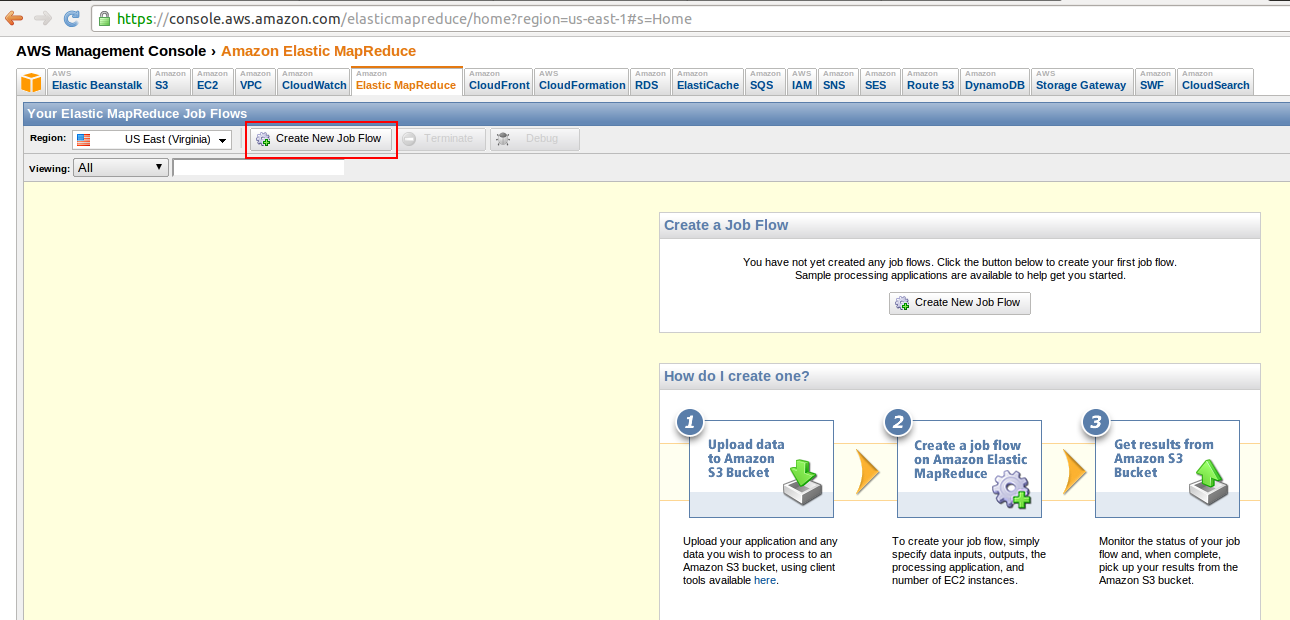 https://console.aws.amazon.com/elasticmapreduce/home?region=us-east-1#s=Home
AWS Management Console › Amazon Elastic MapReduce
AWS Elastic Beanstalk
Amazon S3
Amazon EC2
Amazon VPC
Amazon CloudWatch
Amazon Elastic MapReduce
Amazon CloudFront
AWS CloudFormation
Amazon RDS
Amazon ElastiCache
Amazon SQS
AWS IAM
Amazon SNS
Amazon SES
Amazon Route 53
Amazon DynamoDB
AWS Storage Gateway
Amazon SWF
Amazon CloudSearch
Your Elastic MapReduce Job Flows
Region: US East (Virginia) Create New Job Flow Terminate Debug
Viewing: All
Create a Job Flow
You have not yet created any job flows. Click the button below to create your first job flow.
Sample processing applications are available to help get you started.
Create New Job Flow
How do I create one?
1
Upload data
to Amazon
S3 Bucket
Upload your application and any
data you wish to process to an
Amazon S3 bucket, using client
tools available here.
2
Create a job flow
on Amazon Elastic
MapReduce
To create your job flow, simply
specify data inputs, outputs, the
processing application, and
number of EC2 instances.
3
Get results from
Amazon S3
Bucket
Monitor the status of your job
flow and, when complete,
pick up your results from the
Amazon S3 bucket.